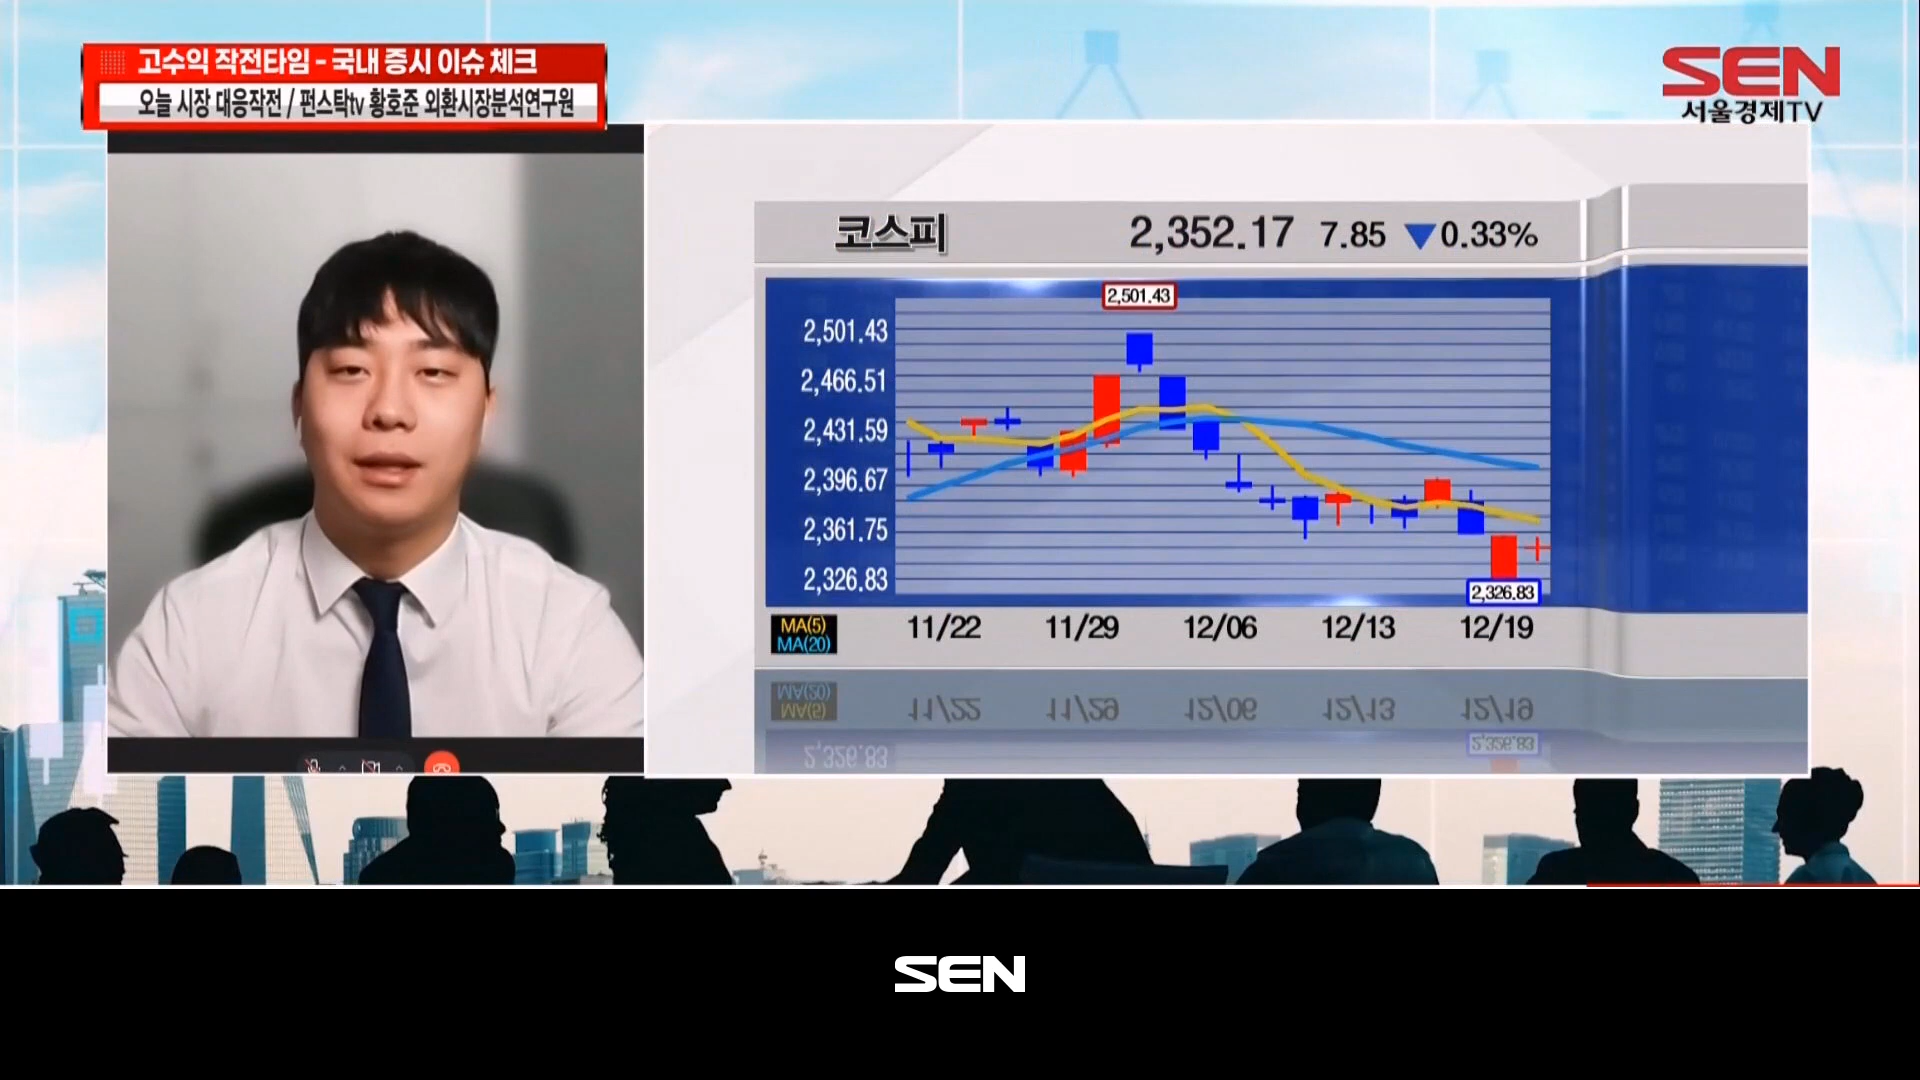 고수익 작전타임 - 국내 증시 이슈 체크
오늘 시장 대응작전 / 펀스탁tv 황호준 외환시장분석연구원
SEN
서울경제TV
코스피 2,352.17 7.85 ▼0.33%
2,501.43
2,501.43
2,466.51
2,431.59
2,396.67
2,361.75
2,326.83
2,326.83
MA(5)
MA(20)
11/22 11/29 12/06 12/13 12/19
SEN